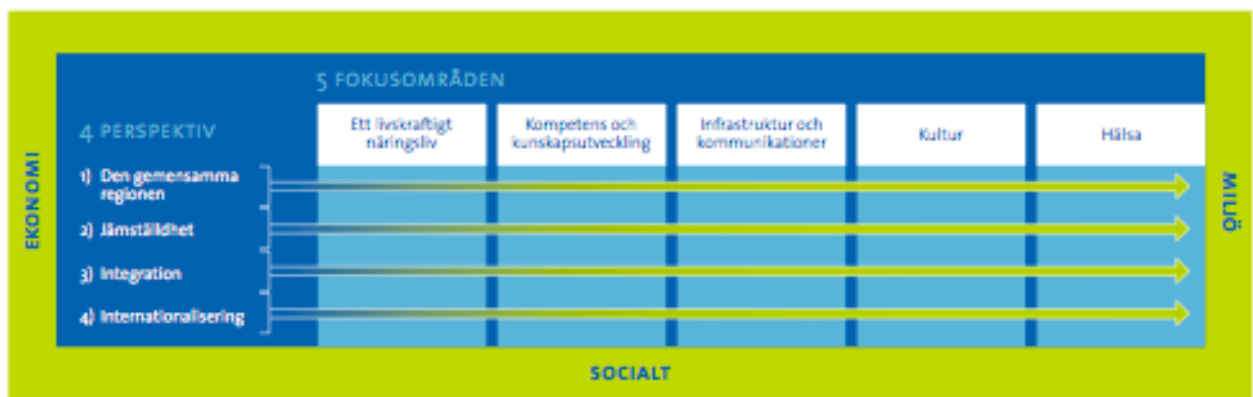 5 FOKUSOMRÅDEN
4 PERSPEKTIV
Ett livskraftigt
näringsliv
Kompetens och
kunskapsutveckling
Infrastruktur och
kommunikationer
Kultur
Hälsa
1) Den gemensamma
regionen
2) Jämställdhet
3) Integration
4) Internationalisering
EKONOMI
MILJÖ
SOCIALT